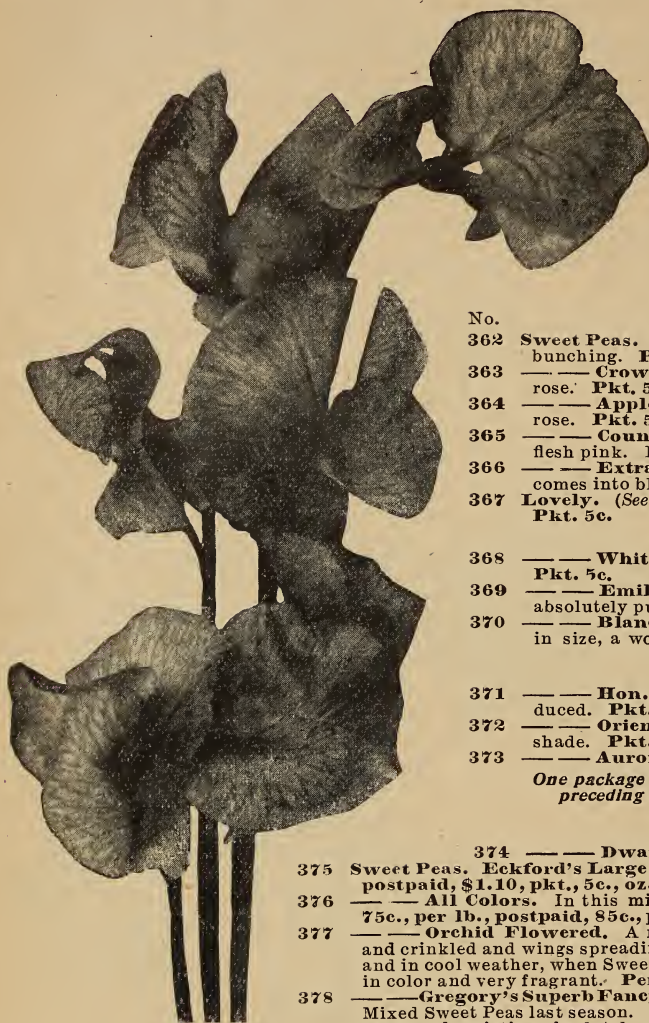 No.
362 Sweet Peas.
bunching.
363 — — Crow
rose. Pkt. 5
364 — — Appl
rose. Pkt. 5
365 — — Coun
flesh pink.
366 — — Extra
comes into bl
367 Lovely. (See
Pkt. 5c.
368 — — Whit
Pkt. 5c.
369 — — Emil
absolutely pu
370 — — Blan
in size, a wo
371 — — Hon.
duced. Pkt.
372 — — Orien
shade. Pkt.
373 — — Auro
One package
preceding
374 — — Dwa
375 Sweet Peas. Eckford's Large
postpaid, $1.10, pkt., 5c., oz.
376 — — All Colors. In this mi
75c., per lb., postpaid, 85c., p
377 — — Orchid Flowered. A
and crinkled and wings spreadi
and in cool weather, when Swee
in color and very fragrant. Pe
378 — — Gregory's Superb Fanc
Mixed Sweet Peas last season.